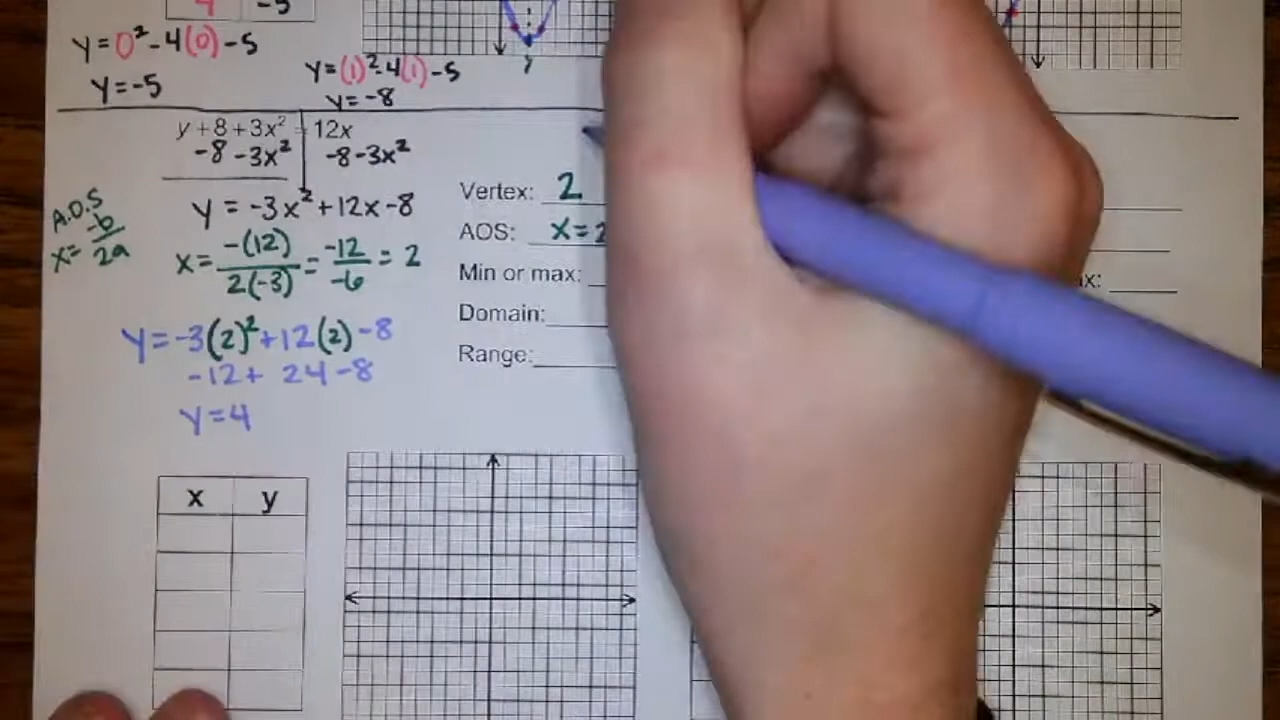 4 -5
y=0²-4(0)-5
y=-5
y=(1)²-4(1)-5
y=-8
y + 8 + 3x² = 12x
-8 -3x² -8-3x²
y = -3x²+12x-8
A.O.S
x= -b/2a
x= -(12)/2(-3) = -12/-6 = 2
y=-3(2)²+12(2)-8
-12+ 24-8
y=4
Vertex: 2
AOS: x=2
Min or max:
Domain:
Range:
x:
x y